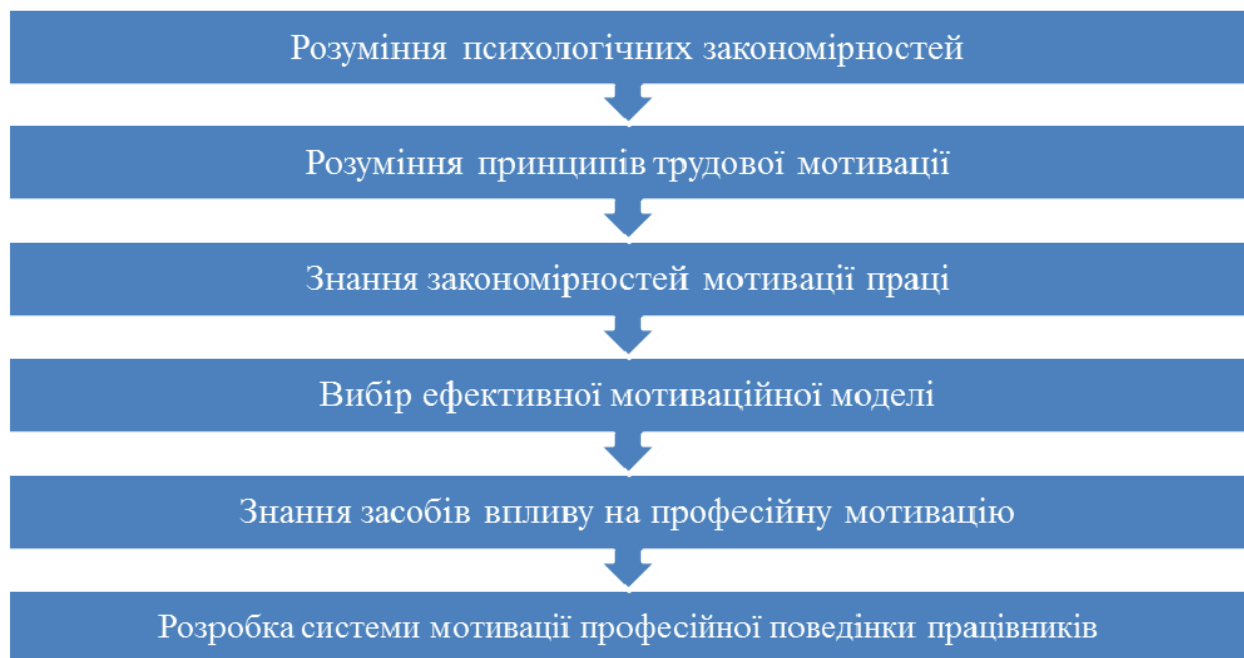 Розуміння психологічних закономірностей
Розуміння принципів трудової мотивації
Знання закономірностей мотивації праці
Вибір ефективної мотиваційної моделі
Знання засобів впливу на професійну мотивацію
Розробка системи мотивації професійної поведінки працівників